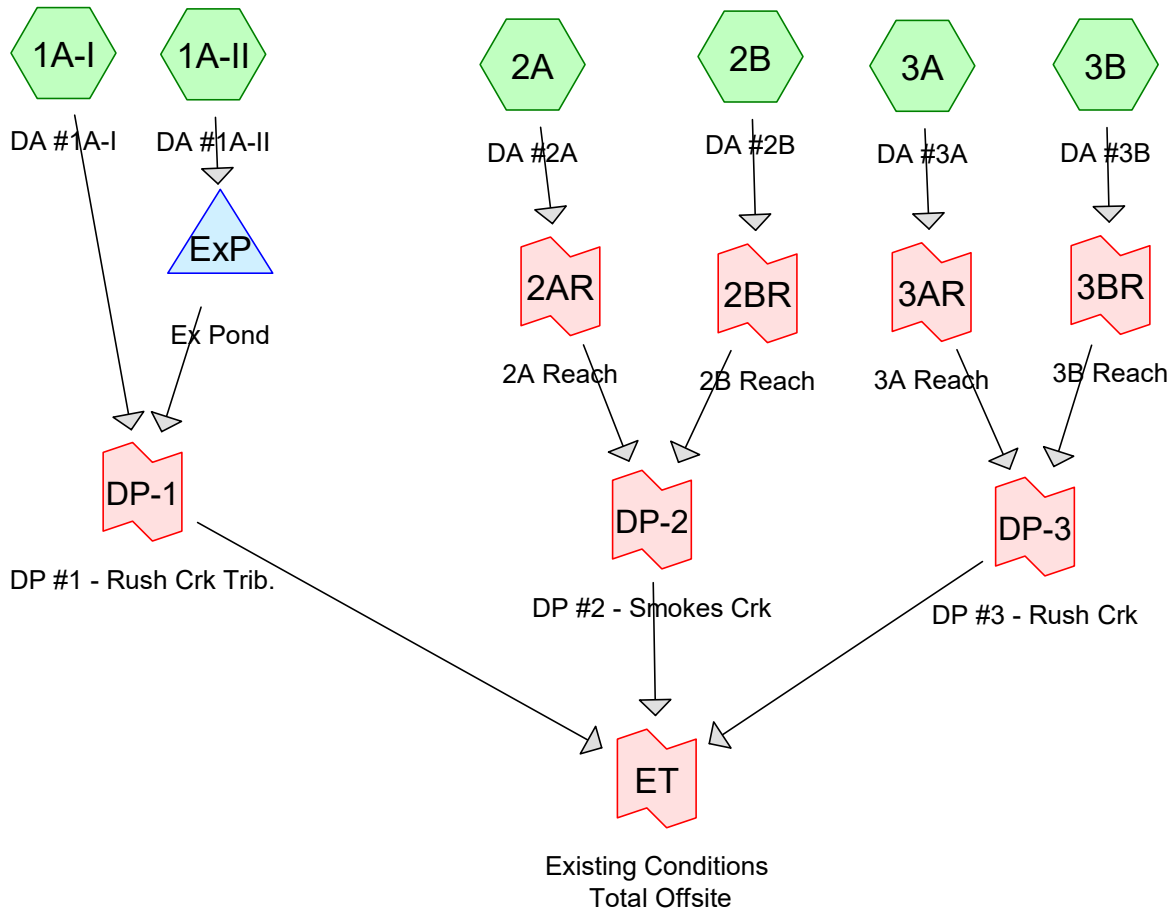 1A-I
1A-II
2A
2B
3A
3B
DA #1A-I
DA #1A-II
DA #2A
DA #2B
DA #3A
DA #3B
ExP
2AR
2BR
3AR
3BR
Ex Pond
2A Reach
2B Reach
3A Reach
3B Reach
DP-1
DP-2
DP-3
DP #1 - Rush Crk Trib.
DP #2 - Smokes Crk
DP #3 - Rush Crk
ET
Existing Conditions
Total Offsite